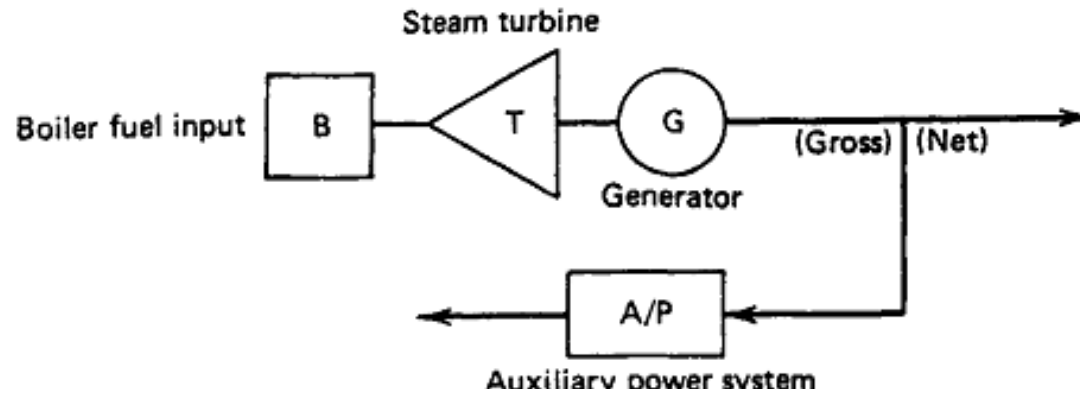 Steam turbine
Boiler fuel input
B
T
G
(Gross)
(Net)
Generator
A/P
Auxiliary power system